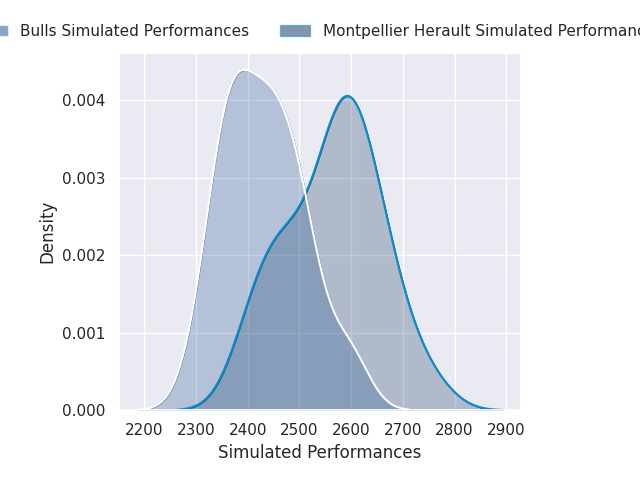 Bulls Simulated Performances Montpellier Herault Simulated
0.004
0.003
0.002
0.001
0.000
Density
2200 2300 2400 2500 2600 2700 2800 2900
Simulated Performances